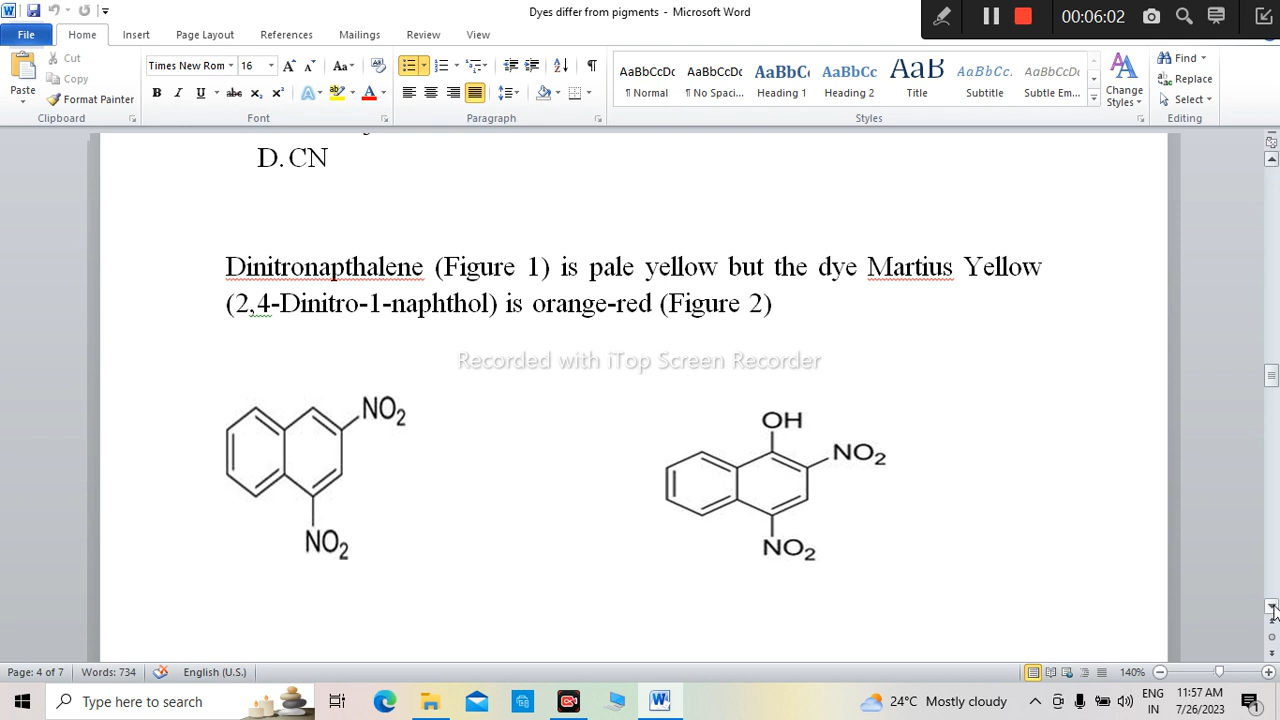 Dyes differ from pigments - Microsoft Word
00:06:02
File Home Insert Page Layout References Mailings Review View
Paste Cut Copy Format Painter
Times New Rom 16
B I U abc x₂ x² A ab A
AaBbCcDc AaBbCcDc AaBbCc AaBbCc AaB AaBbCc. AaBbCcDc
¶ Normal ¶ No Spaci... Heading 1 Heading 2 Title Subtitle Subtle Em...
Change Styles
Find Replace Select
Clipboard Font Paragraph Styles Editing
D. CN
Dinitronapthalene (Figure 1) is pale yellow but the dye Martius Yellow
(2,4-Dinitro-1-naphthol) is orange-red (Figure 2)
Recorded with iTop Screen Recorder
NO₂
NO₂
OH
NO₂
NO₂
Page: 4 of 7 Words: 734 English (U.S.) 140%
Type here to search
24°C Mostly cloudy
ENG
IN
11:57 AM
7/26/2023
1